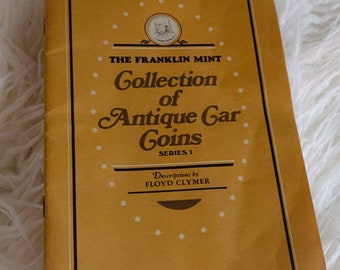 THE FRANKLIN MINT
Collection
of
Antique Car
Coins
SERIES 1
Descriptions by
FLOYD CLYMER